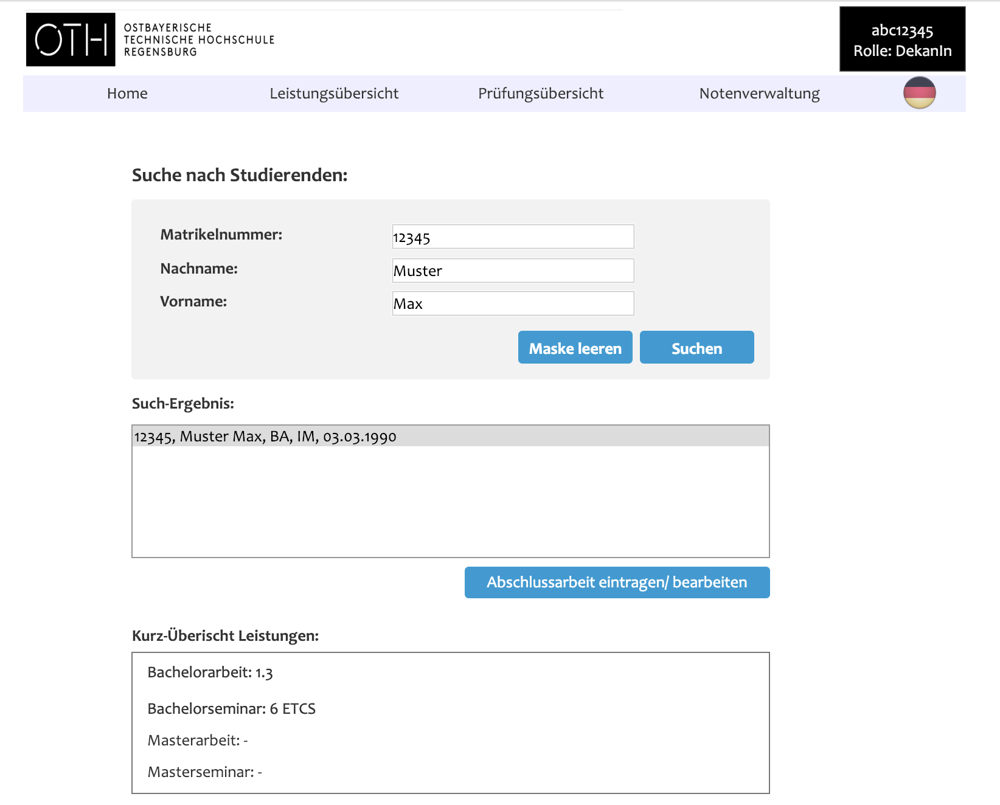 OTH
OSTBAYERISCHE
TECHNISCHE HOCHSCHULE
REGENSBURG
abc12345
Rolle: DekanIn
Home Leistungsübersicht Prüfungsübersicht Notenverwaltung
Suche nach Studierenden:
Matrikelnummer: 12345
Nachname: Muster
Vorname: Max
Maske leeren Suchen
Such-Ergebnis:
12345, Muster Max, BA, IM, 03.03.1990
Abschlussarbeit eintragen/ bearbeiten
Kurz-Überischt Leistungen:
Bachelorarbeit: 1.3
Bachelorseminar: 6 ETCS
Masterarbeit: -
Masterseminar: -